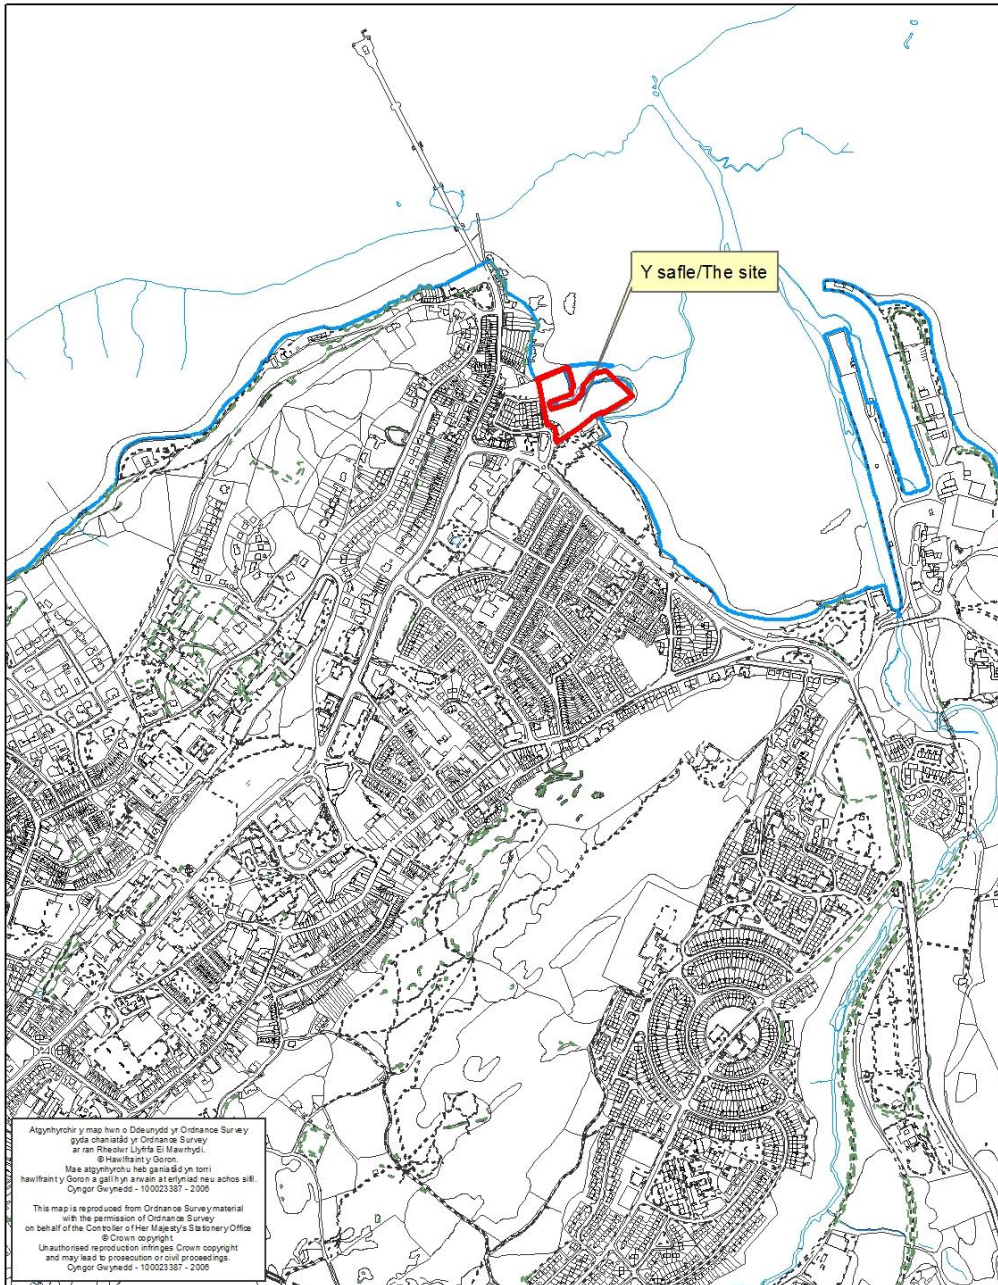 Y safle/The site
Atgynhyrchir y map hwn o Ddeunydd yr Ordnance Survey
gyda chaniatâd yr Ordnance Survey
ar ran Rheolwr Llyfrfa Ei Mawrhydi.
© Hawlfraint y Goron.
Mae atgynhyrchu heb ganiatâd yn torri
hawlfraint y Goron a gall hyn arwain at erlyniad neu achos sifil.
Cyngor Gwynedd - 100023387 - 2006
This map is reproduced from Ordnance Survey material
with the permission of Ordnance Survey
on behalf of the Controller of Her Majesty's Stationery Office
© Crown copyright.
Unauthorised reproduction infringes Crown copyright
and may lead to prosecution or civil proceedings.
Cyngor Gwynedd - 100023387 - 2006